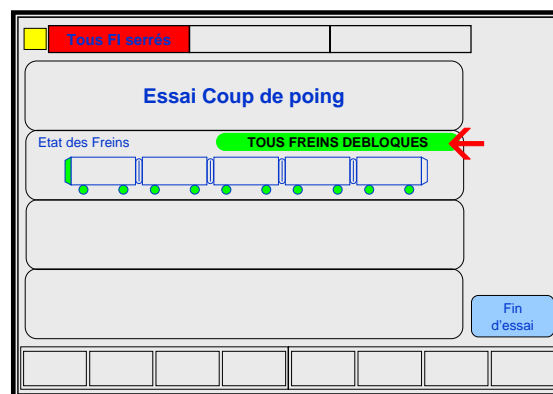 Tous FI serrés
Essai Coup de poing
Etat des Freins
TOUS FREINS DEBLOQUES
Fin
d'essai